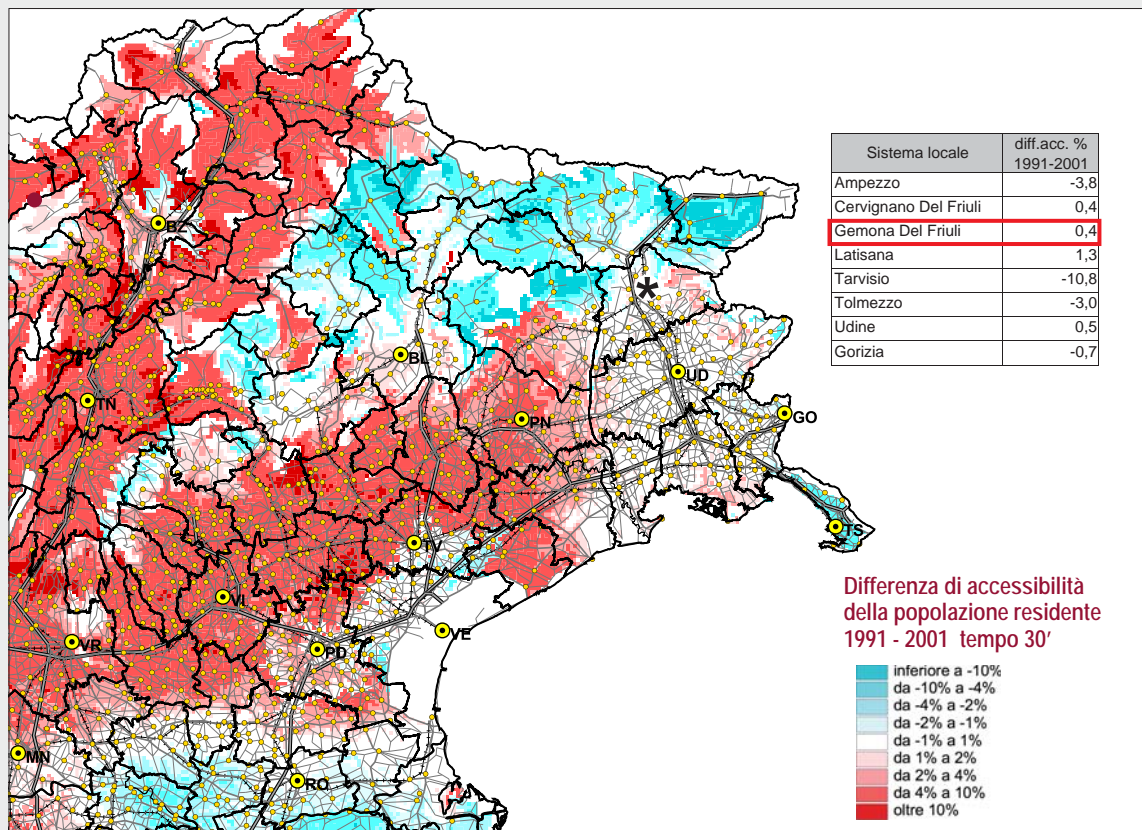 Sistema locale diff.acc. % 1991-2001
Ampezzo -3,8
Cervignano Del Friuli 0,4
Gemona Del Friuli 0,4
Latisana 1,3
Tarvisio -10,8
Tolmezzo -3,0
Udine 0,5
Gorizia -0,7
BZ
*
BL
UD
TN
PN
GO
TS
TV
VI
VE
VR
PD
MN
RO
Differenza di accessibilità
della popolazione residente
1991 - 2001 tempo 30'
inferiore a -10%
da -10% a -4%
da -4% a -2%
da -2% a -1%
da -1% a 1%
da 1% a 2%
da 2% a 4%
da 4% a 10%
oltre 10%